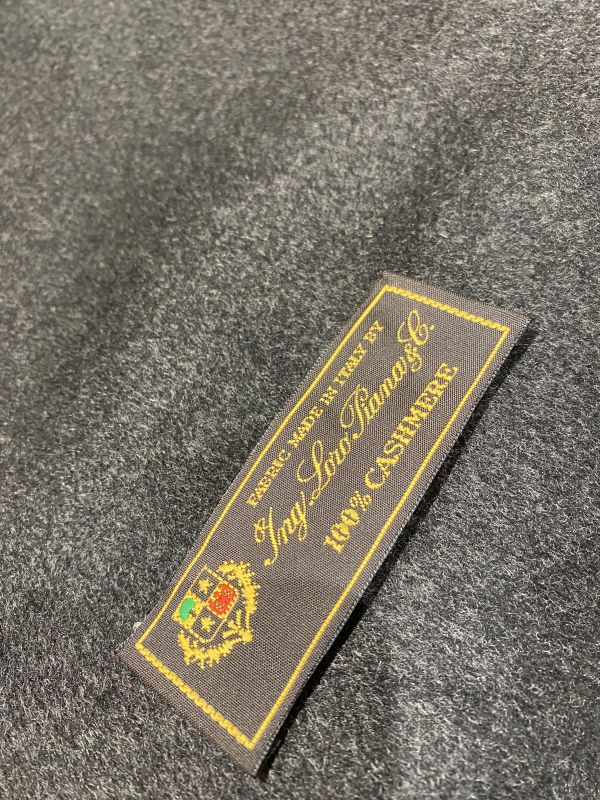 FABRIC MADE IN ITALY BY
Ing. Loro Piana & C.
100% CASHMERE